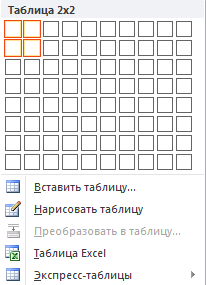 Таблица 2x2
Вставить таблицу...
Нарисовать таблицу
Преобразовать в таблицу...
Таблица Excel
Экспресс-таблицы